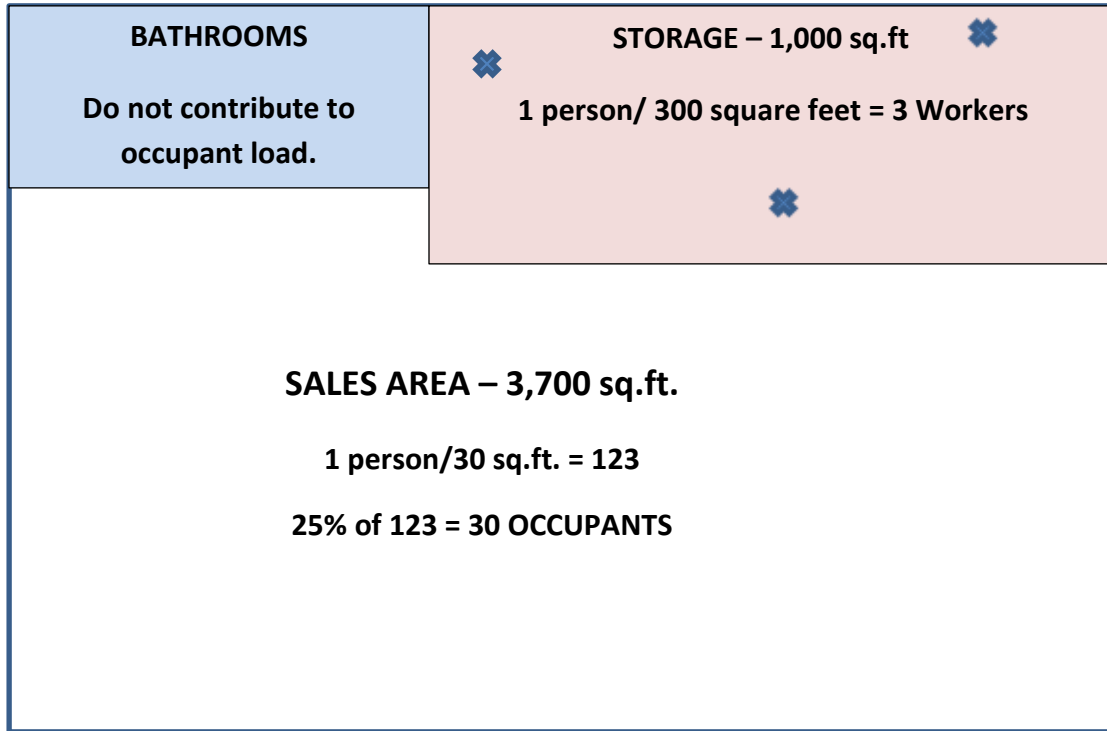 BATHROOMS
Do not contribute to
occupant load.
STORAGE – 1,000 sq.ft
1 person/ 300 square feet = 3 Workers
SALES AREA – 3,700 sq.ft.
1 person/30 sq.ft. = 123
25% of 123 = 30 OCCUPANTS